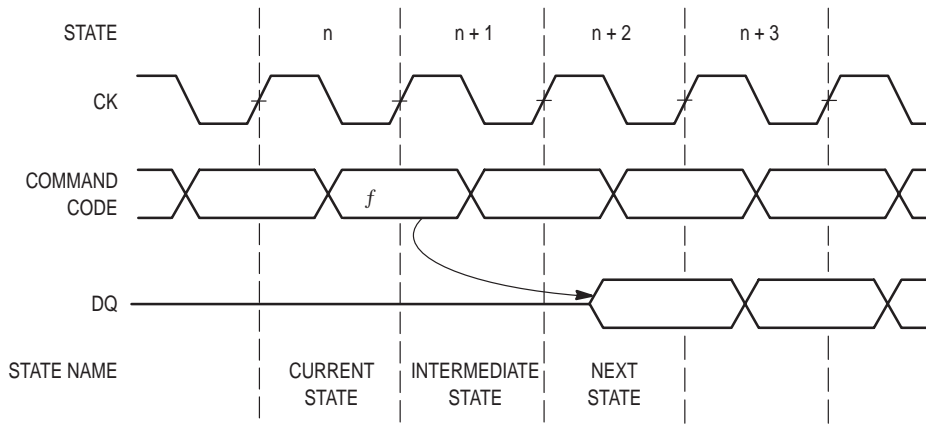 STATE n n + 1 n + 2 n + 3
CK
COMMAND
CODE
f
DQ
STATE NAME CURRENT INTERMEDIATE NEXT
STATE STATE STATE